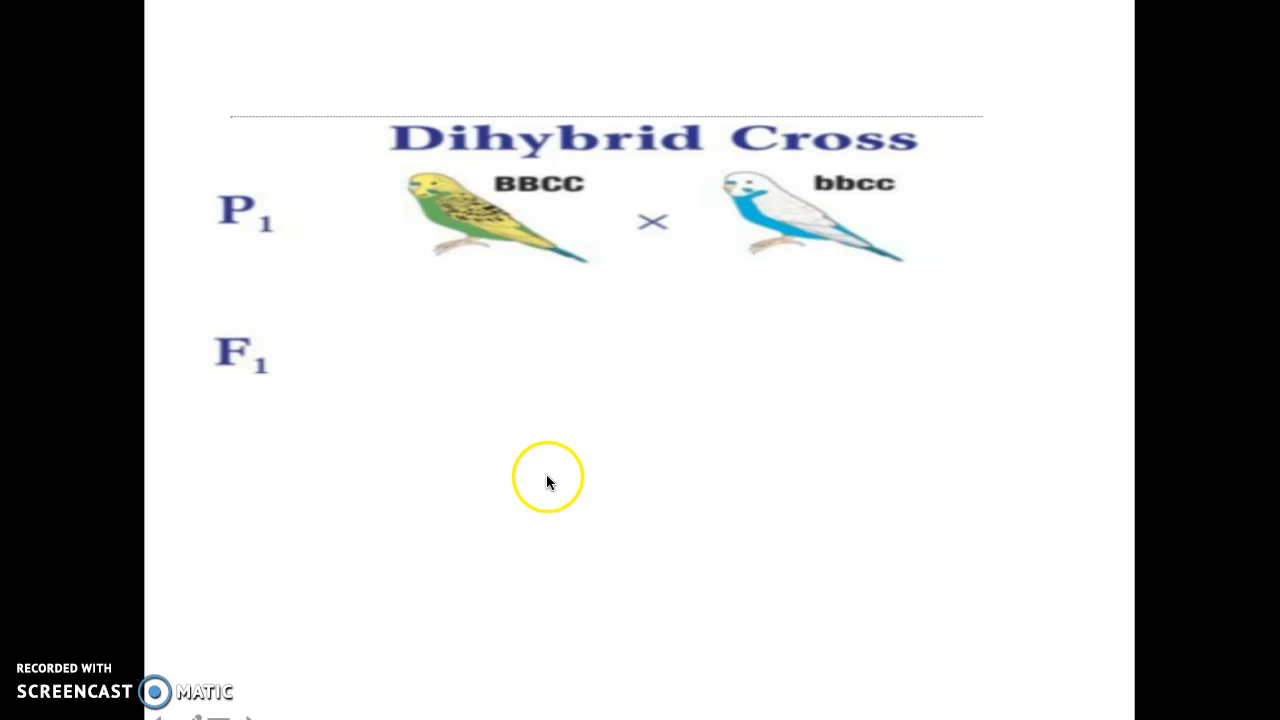 Dihybrid Cross
P1 BBCC × bbcc
F1
RECORDED WITH
SCREENCAST MATIC